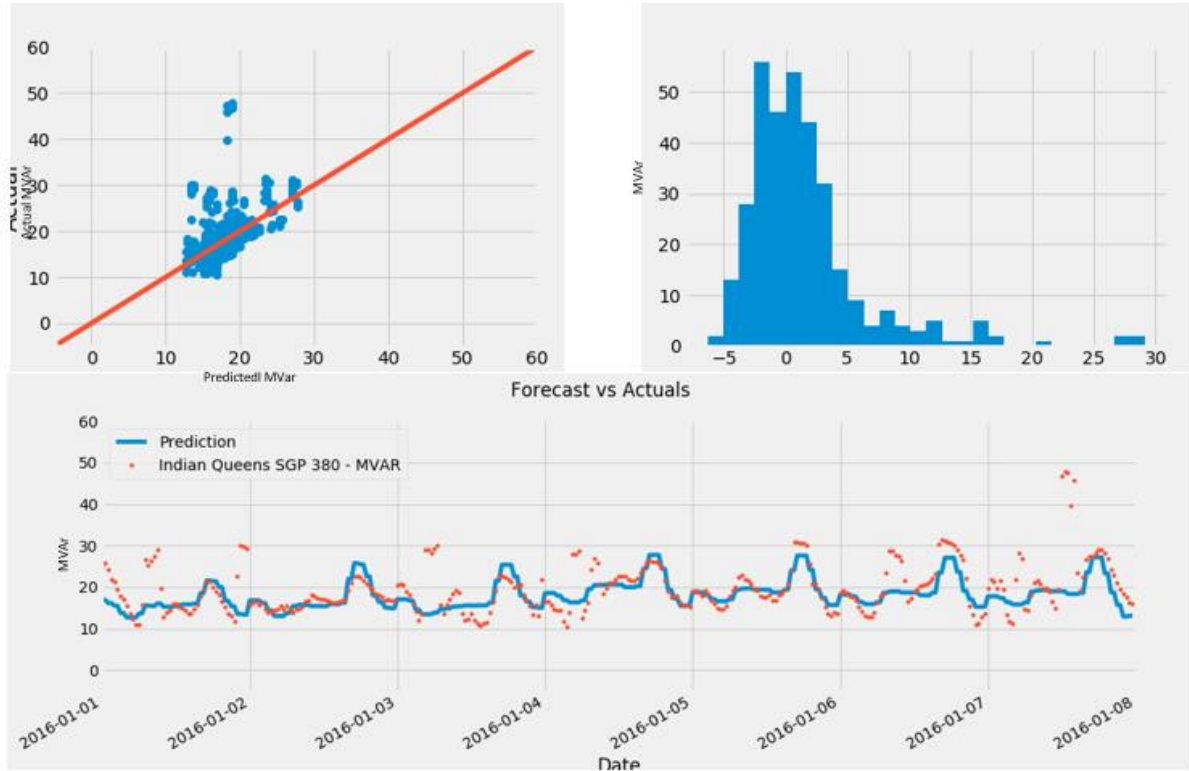 60
50
40
30
20
10
0
Actual
Actual MVAr
0 10 20 30 40 50 60
PredictedI MVar
50
40
30
20
10
0
MVAr
−5 0 5 10 15 20 25 30
Forecast vs Actuals
60
50
40
30
20
10
0
MVAr
Prediction
Indian Queens SGP 380 - MVAR
2016-01-01 2016-01-02 2016-01-03 2016-01-04 2016-01-05 2016-01-06 2016-01-07 2016-01-08
Date